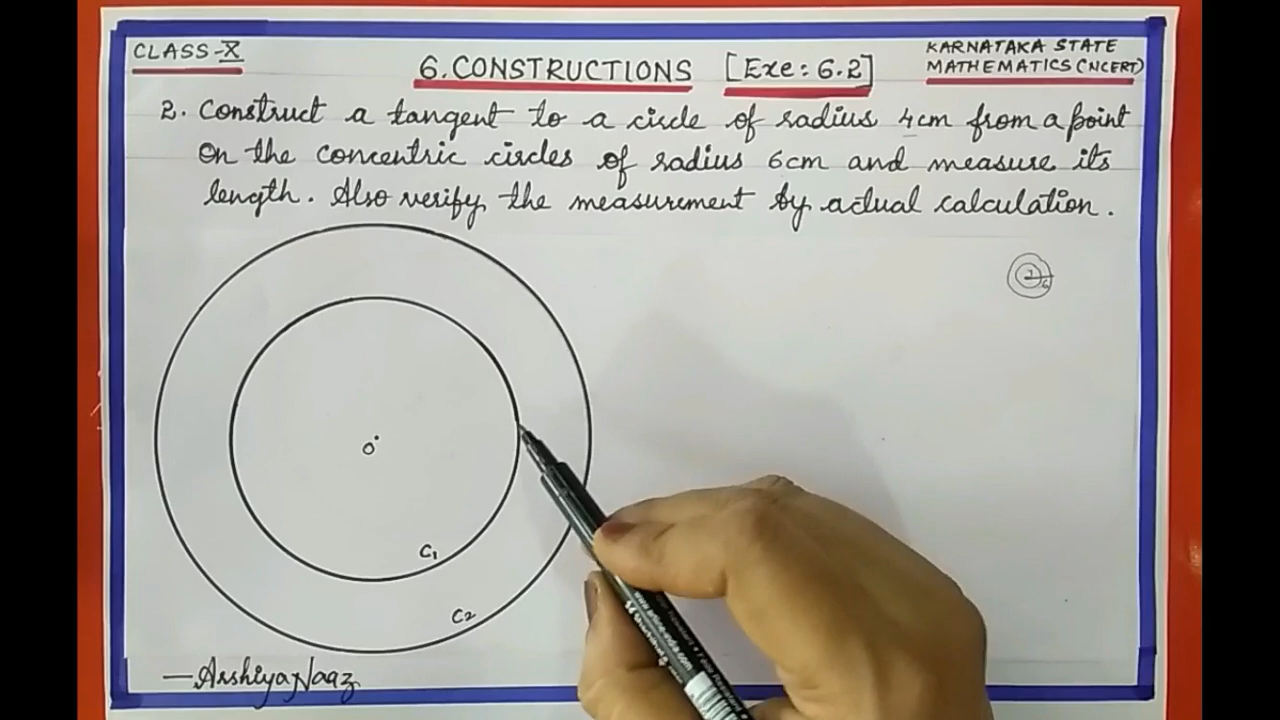 CLASS-X
6.CONSTRUCTIONS [Exe: 6.2]
KARNATAKA STATE
MATHEMATICS (NCERT)
2. Construct a tangent to a circle of radius 4cm from a point
On the concentric circles of radius 6cm and measure its
length. Also verify the measurement by actual calculation.
O
C1
C2
—Arshiya Naaz